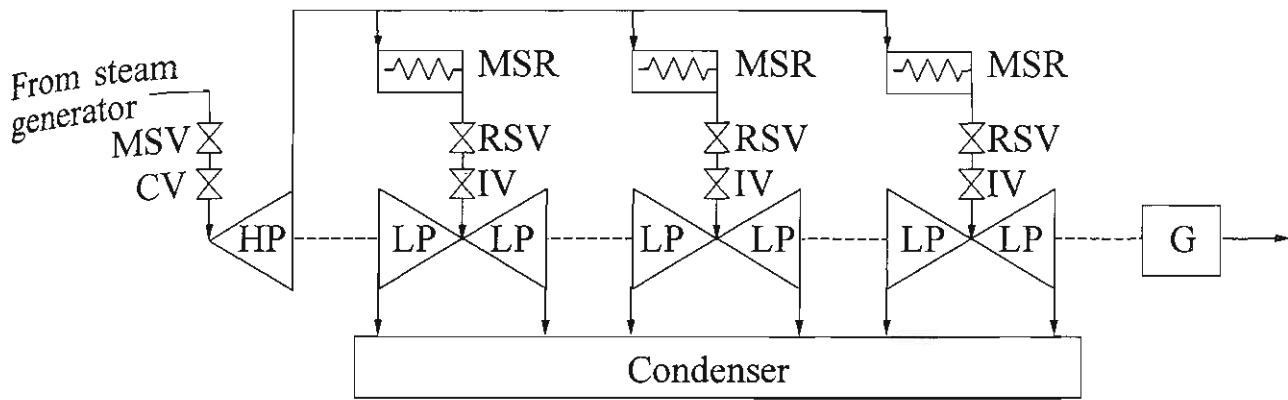 From steam
generator
MSV
CV
HP
MSR
RSV
IV
LP LP
MSR
RSV
IV
LP LP
MSR
RSV
IV
LP LP
G
Condenser